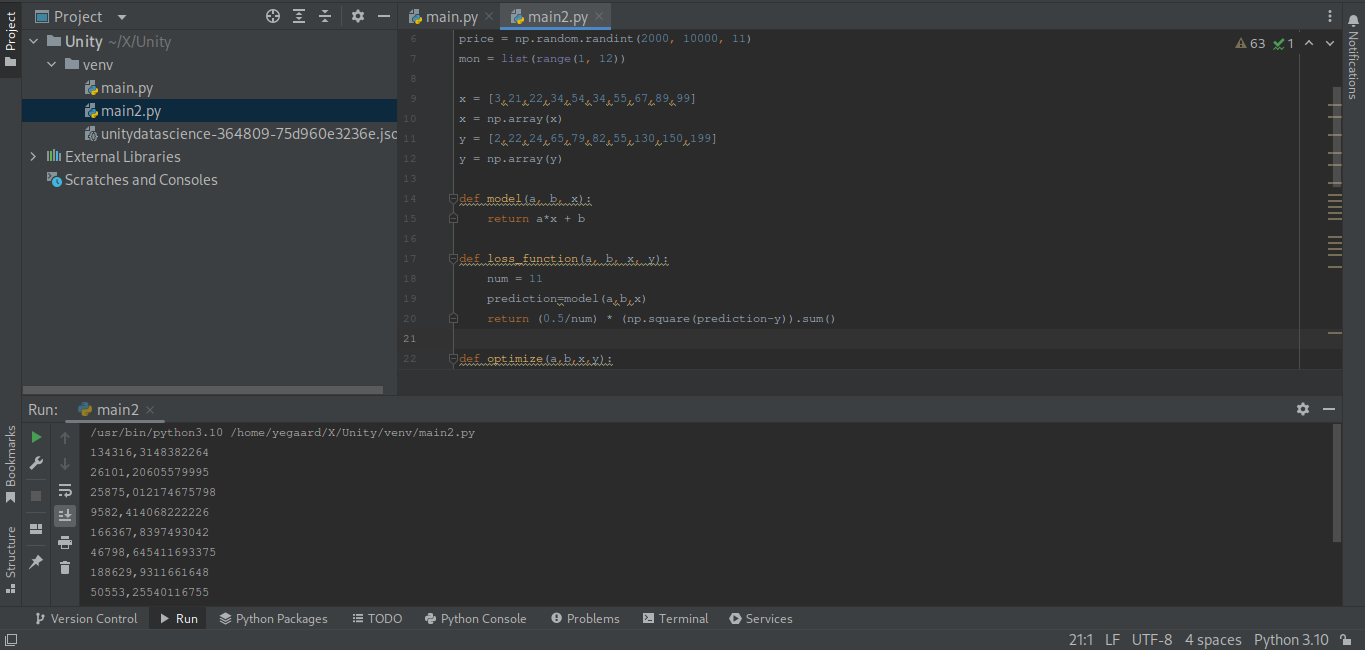 Project
main.py
main2.py
Project
Unity ~/X/Unity
venv
main.py
main2.py
unitydatascience-364809-75d960e3236e.jsc
External Libraries
Scratches and Consoles
63 1
Notifications
6 price = np.random.randint(2000, 10000, 11)
7 mon = list(range(1, 12))
8
9 x = [3,21,22,34,54,34,55,67,89,99]
10 x = np.array(x)
11 y = [2,22,24,65,79,82,55,130,150,199]
12 y = np.array(y)
13
14 def model(a, b, x):
15 return a*x + b
16
17 def loss_function(a, b, x, y):
18 num = 11
19 prediction=model(a,b,x)
20 return (0.5/num) * (np.square(prediction-y)).sum()
21
22 def optimize(a,b,x,y):
Run: main2
/usr/bin/python3.10 /home/yegaard/X/Unity/venv/main2.py
134316,3148382264
26101,20605579995
25875,012174675798
9582,414068222226
166367,8397493042
46798,645411693375
188629,9311661648
50553,25540116755
Bookmarks
Structure
Version Control Run Python Packages TODO Python Console Problems Terminal Services
21:1 LF UTF-8 4 spaces Python 3.10